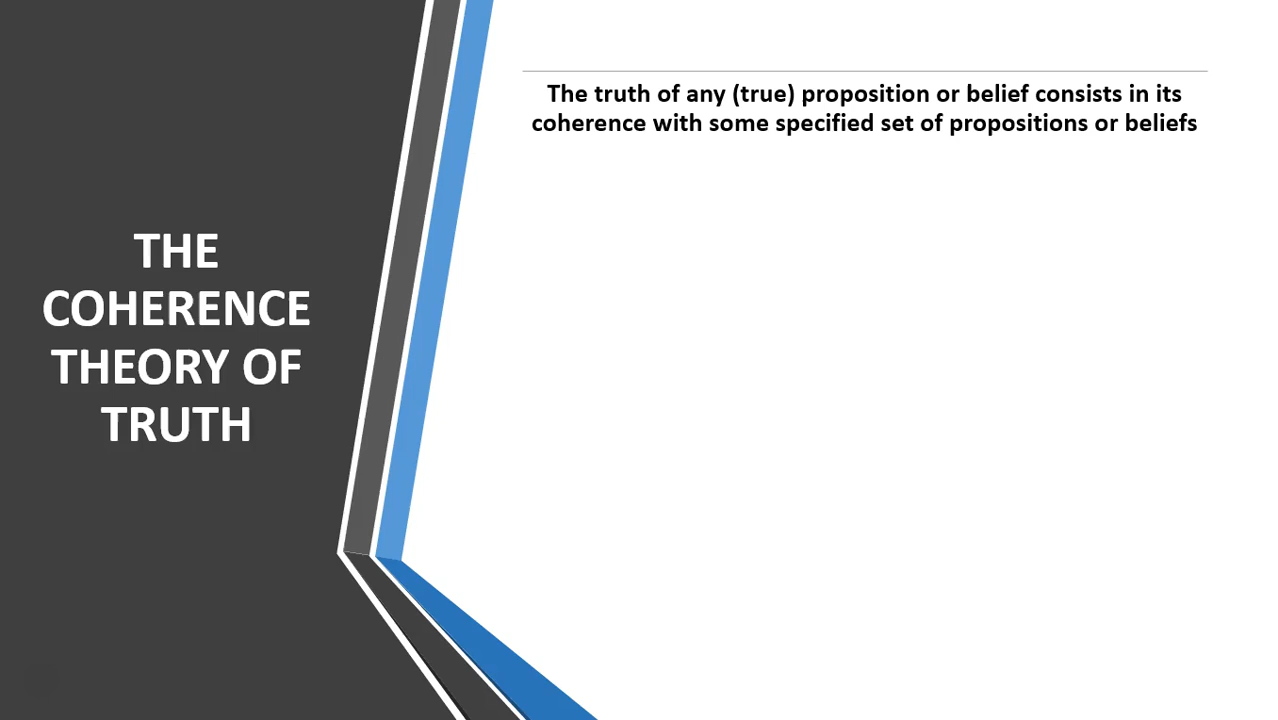 THE
COHERENCE
THEORY OF
TRUTH
The truth of any (true) proposition or belief consists in its
coherence with some specified set of propositions or beliefs